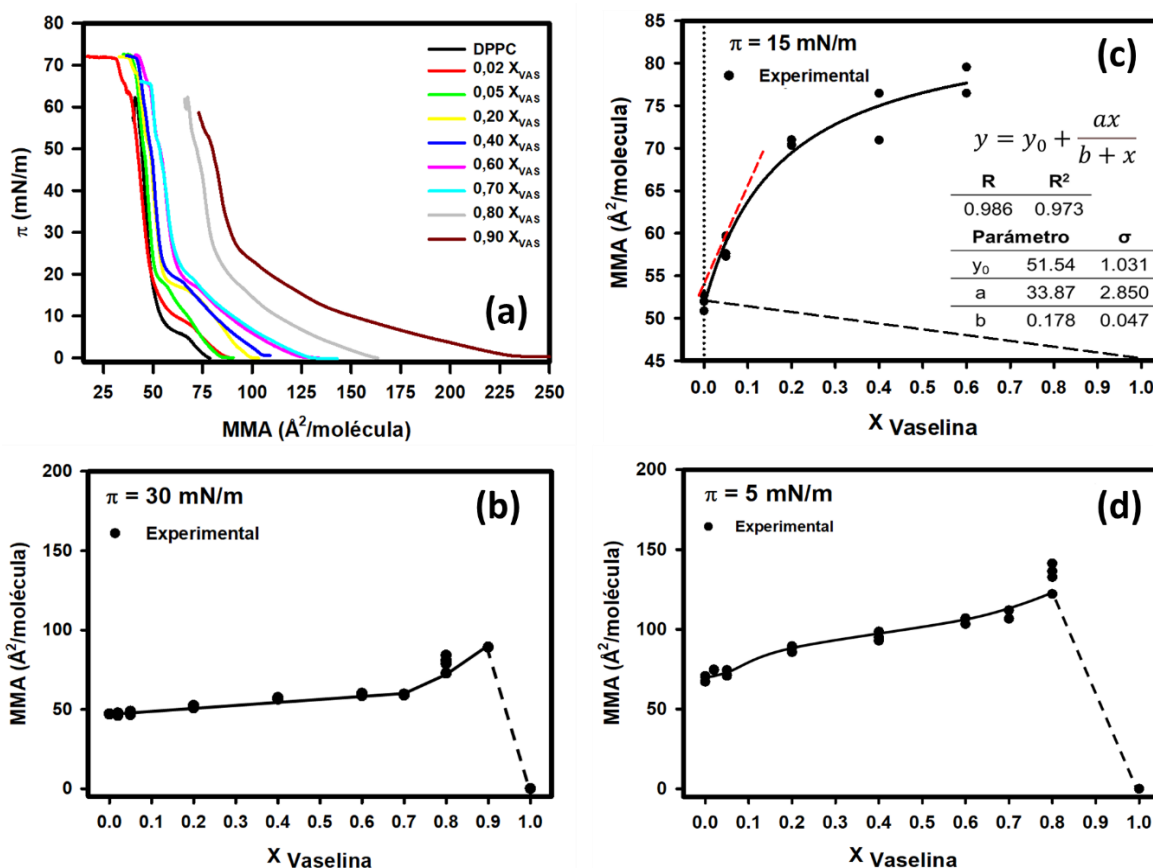 80
70
60
50
40
30
20
10
0
π (mN/m)
25 50 75 100 125 150 175 200 225 250
MMA (Å²/molécula)
DPPC
0,02 X_VAS
0,05 X_VAS
0,20 X_VAS
0,40 X_VAS
0,60 X_VAS
0,70 X_VAS
0,80 X_VAS
0,90 X_VAS
(a)
85
80
75
70
65
60
55
50
45
MMA (Å²/molecula)
π = 15 mN/m
Experimental
(c)
y = y₀ + ax/(b + x)
R R²
0.986 0.973
Parámetro σ
y₀ 51.54 1.031
a 33.87 2.850
b 0.178 0.047
0.0 0.1 0.2 0.3 0.4 0.5 0.6 0.7 0.8 0.9 1.0
X Vaselina
200
150
100
50
0
MMA (Å²/molécula)
π = 30 mN/m
Experimental
(b)
0.0 0.1 0.2 0.3 0.4 0.5 0.6 0.7 0.8 0.9 1.0
X Vaselina
200
150
100
50
0
MMA (Å²/molécula)
π = 5 mN/m
Experimental
(d)
0.0 0.1 0.2 0.3 0.4 0.5 0.6 0.7 0.8 0.9 1.0
X Vaselina